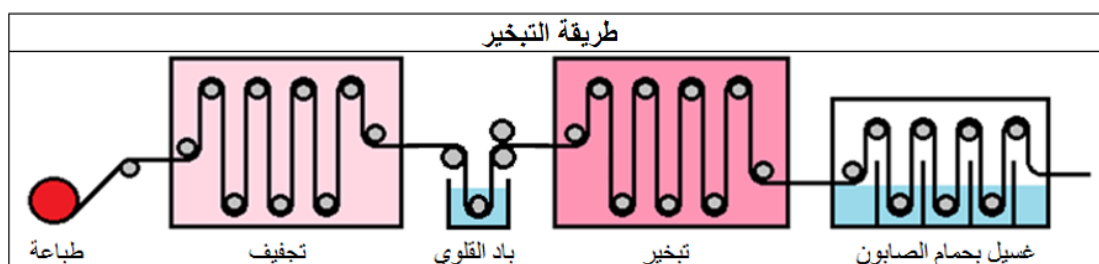 طريقة التبخير
غسيل بحمام الصابون
تبخير
باد القلوي
تجفيف
طباعة